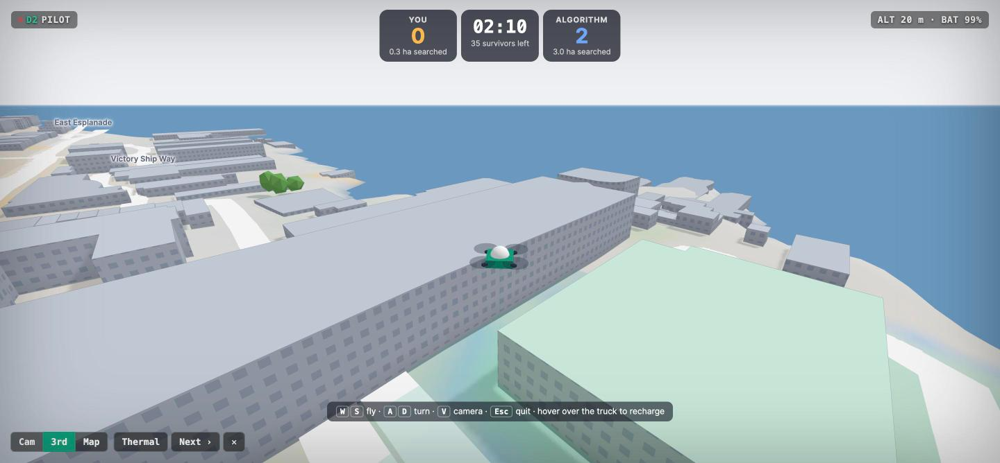 D2 PILOT
YOU
0
0.3 ha searched
02:10
35 survivors left
ALGORITHM
2
3.0 ha searched
ALT 20 m · BAT 99%
East Esplanade
Victory Ship Way
W S fly · A D turn · V camera · Esc quit · hover over the truck to recharge
Cam 3rd Map Thermal Next › ×